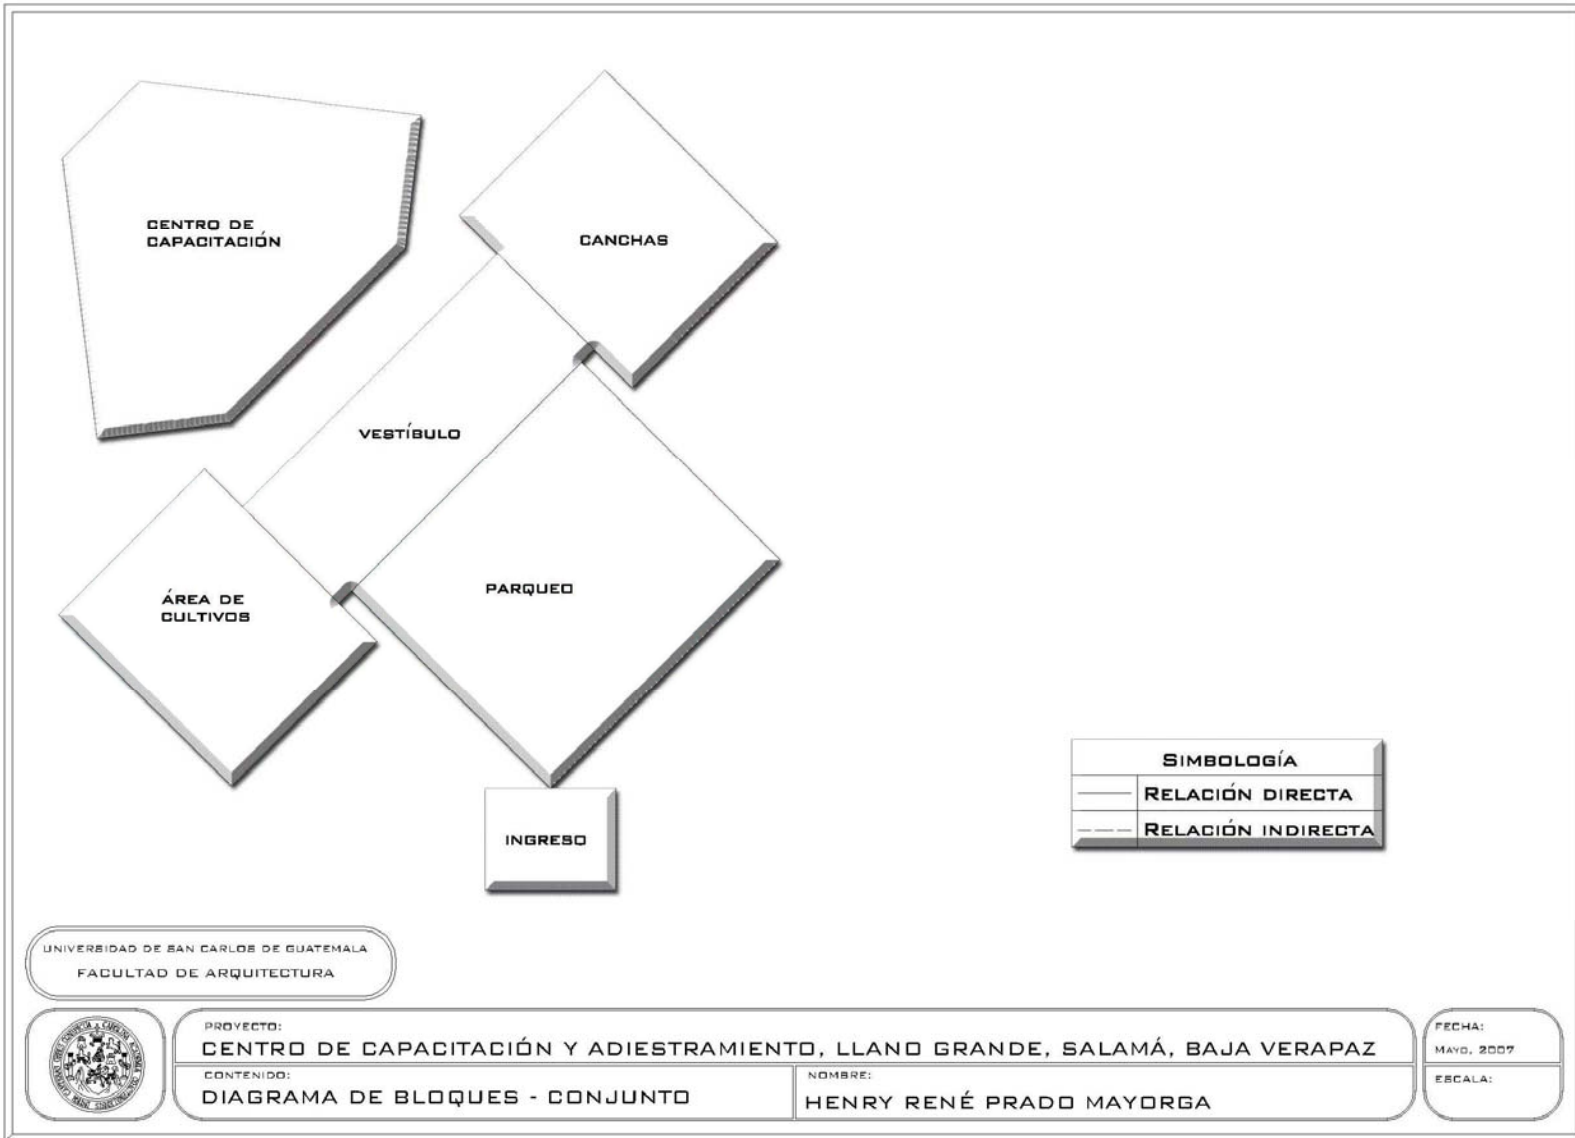 CENTRO DE
CAPACITACIÓN
CANCHAS
VESTÍBULO
ÁREA DE
CULTIVOS
PARQUEO
INGRESO
SIMBOLOGÍA
RELACIÓN DIRECTA
RELACIÓN INDIRECTA
UNIVERSIDAD DE SAN CARLOS DE GUATEMALA
FACULTAD DE ARQUITECTURA
PROYECTO:
CENTRO DE CAPACITACIÓN Y ADIESTRAMIENTO, LLANO GRANDE, SALAMÁ, BAJA VERAPAZ
CONTENIDO:
DIAGRAMA DE BLOQUES - CONJUNTO
NOMBRE:
HENRY RENÉ PRADO MAYORGA
FECHA:
MAYO, 2007
ESCALA: